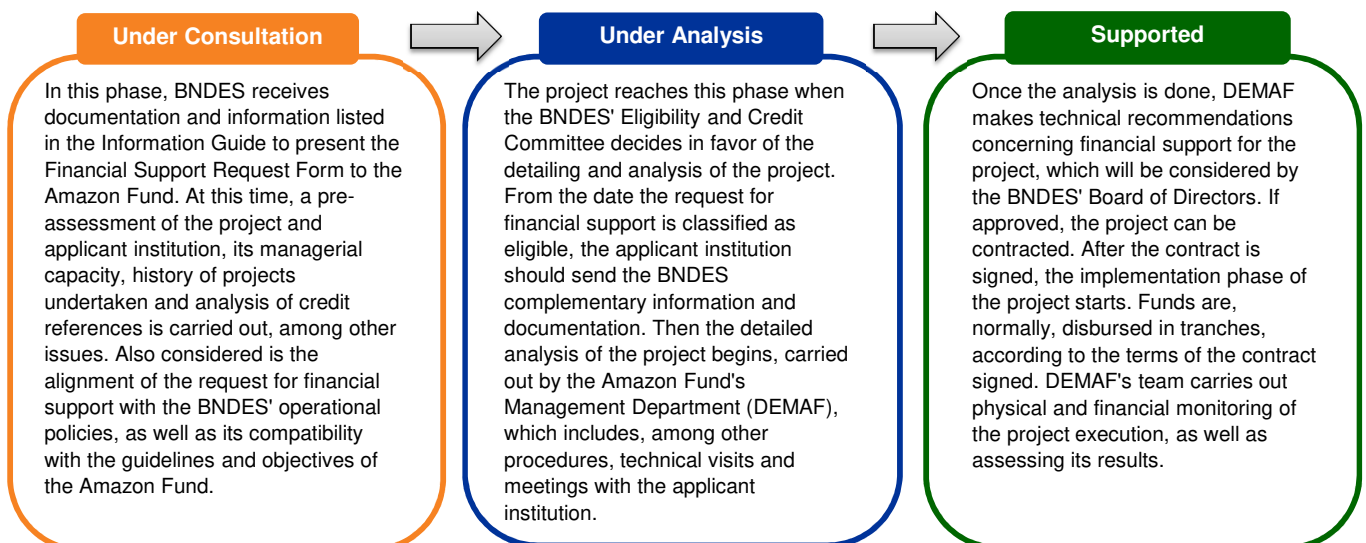 Under Consultation
In this phase, BNDES receives
documentation and information listed
in the Information Guide to present the
Financial Support Request Form to the
Amazon Fund. At this time, a pre-
assessment of the project and
applicant institution, its managerial
capacity, history of projects
undertaken and analysis of credit
references is carried out, among other
issues. Also considered is the
alignment of the request for financial
support with the BNDES' operational
policies, as well as its compatibility
with the guidelines and objectives of
the Amazon Fund.
Under Analysis
The project reaches this phase when
the BNDES' Eligibility and Credit
Committee decides in favor of the
detailing and analysis of the project.
From the date the request for
financial support is classified as
eligible, the applicant institution
should send the BNDES
complementary information and
documentation. Then the detailed
analysis of the project begins, carried
out by the Amazon Fund's
Management Department (DEMAF),
which includes, among other
procedures, technical visits and
meetings with the applicant
institution.
Supported
Once the analysis is done, DEMAF
makes technical recommendations
concerning financial support for the
project, which will be considered by
the BNDES' Board of Directors. If
approved, the project can be
contracted. After the contract is
signed, the implementation phase of
the project starts. Funds are,
normally, disbursed in tranches,
according to the terms of the contract
signed. DEMAF's team carries out
physical and financial monitoring of
the project execution, as well as
assessing its results.